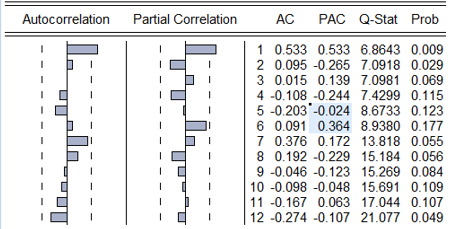 Autocorrelation Partial Correlation AC PAC Q-Stat Prob
1 0.533 0.533 6.8643 0.009
2 0.095 -0.265 7.0918 0.029
3 0.015 0.139 7.0981 0.069
4 -0.108 -0.244 7.4299 0.115
5 -0.203 -0.024 8.6733 0.123
6 0.091 0.364 8.9380 0.177
7 0.376 0.172 13.818 0.055
8 0.192 -0.229 15.184 0.056
9 -0.046 -0.123 15.269 0.084
10 -0.098 -0.048 15.691 0.109
11 -0.167 0.063 17.044 0.107
12 -0.274 -0.107 21.077 0.049